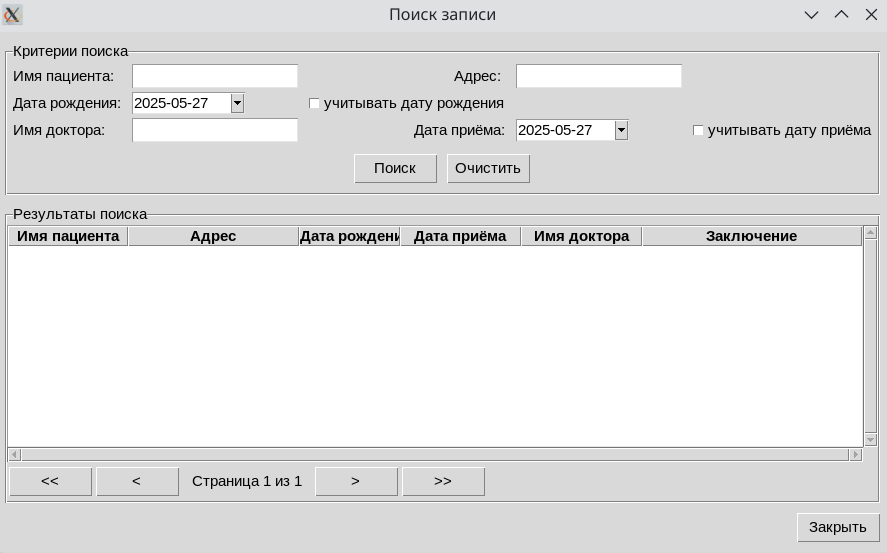 Поиск записи
Критерии поиска
Имя пациента: Адрес:
Дата рождения: 2025-05-27 учитывать дату рождения
Имя доктора: Дата приёма: 2025-05-27 учитывать дату приёма
Поиск Очистить
Результаты поиска
Имя пациента Адрес Дата рождени Дата приёма Имя доктора Заключение
<< < Страница 1 из 1 > >>
Закрыть